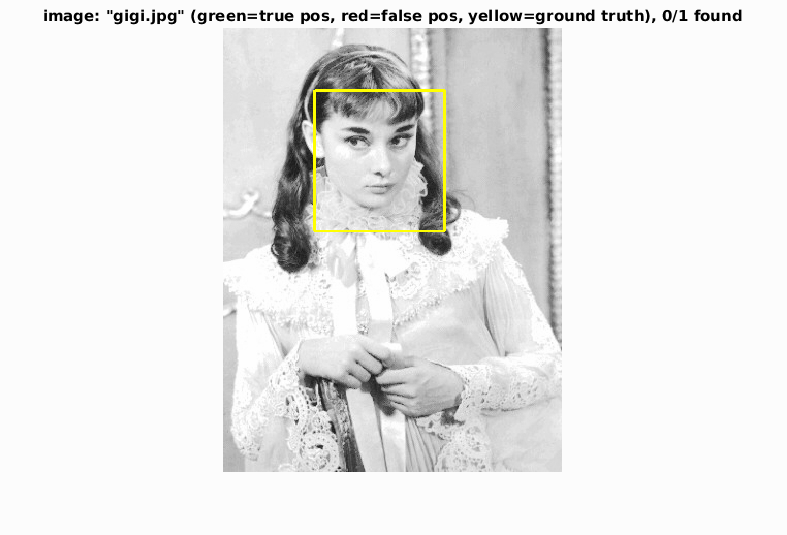 image: "gigi.jpg" (green=true pos, red=false pos, yellow=ground truth), 0/1 found